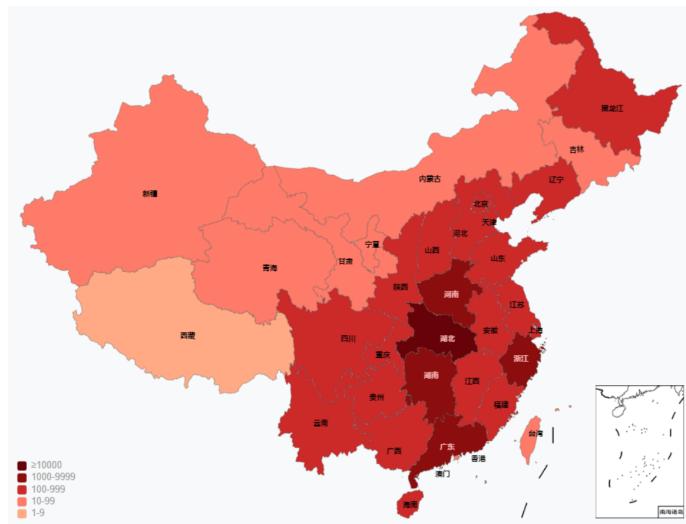 黑龙江
吉林
内蒙古
辽宁
新疆
北京
天津
河北
宁夏
山西
山东
甘肃
青海
陕西
河南
江苏
上海
西藏
四川
湖北
安徽
重庆
浙江
湖南
江西
贵州
福建
云南
台湾
广西
广东
香港
澳门
海南
南海诸岛
≥10000
1000-9999
100-999
10-99
1-9